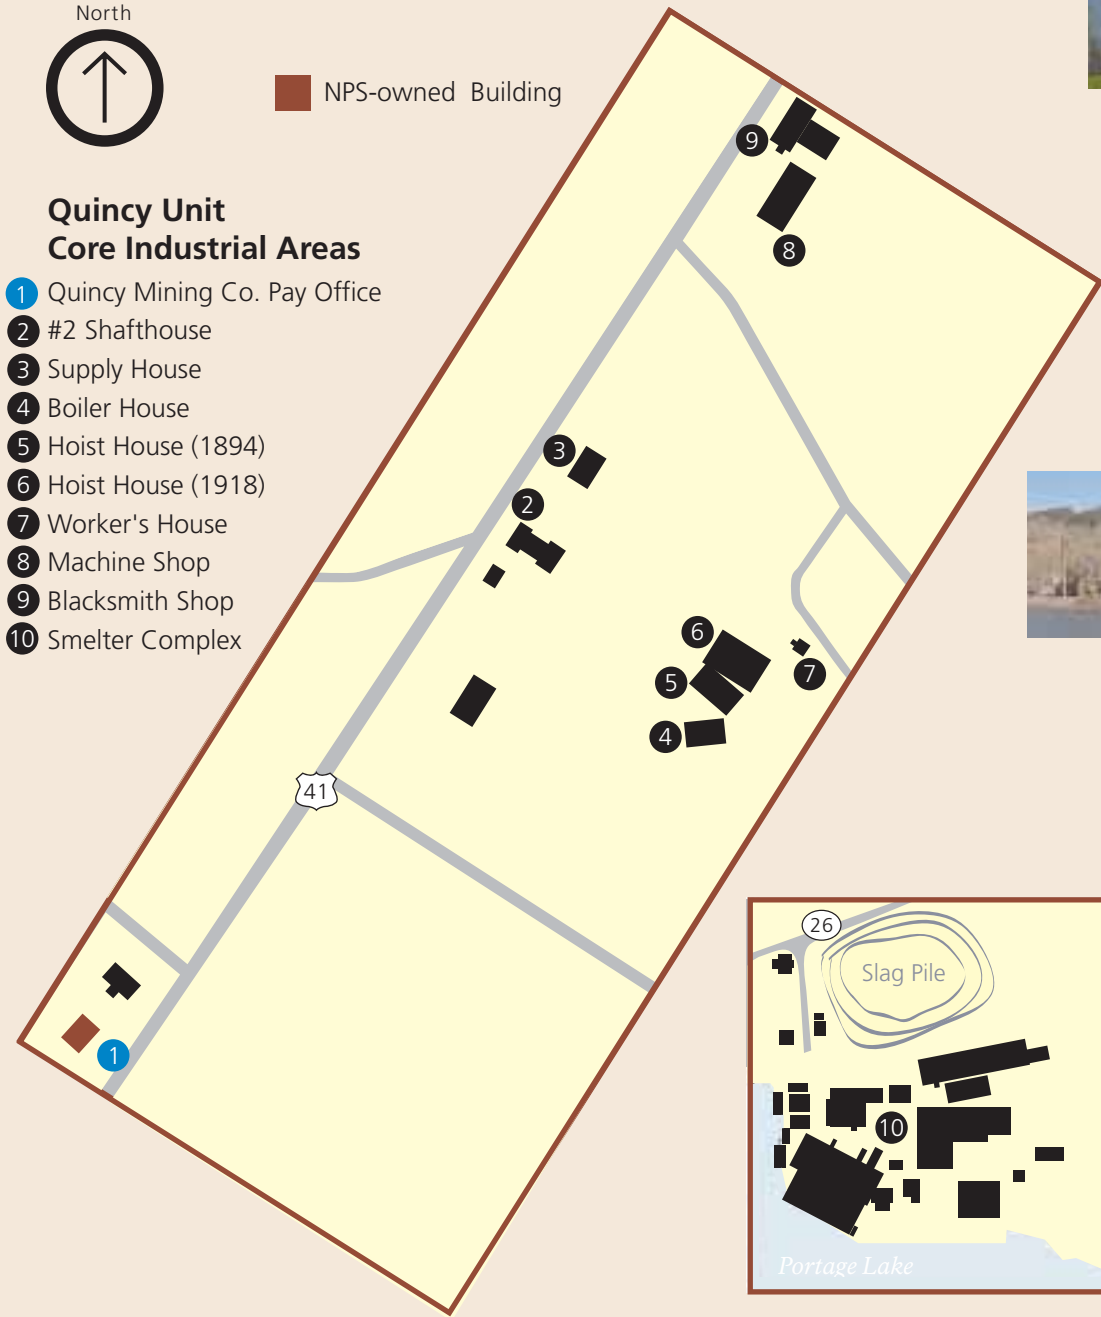 North
NPS-owned Building
Quincy Unit
Core Industrial Areas
1 Quincy Mining Co. Pay Office
2 #2 Shafthouse
3 Supply House
4 Boiler House
5 Hoist House (1894)
6 Hoist House (1918)
7 Worker's House
8 Machine Shop
9 Blacksmith Shop
10 Smelter Complex
9
8
3
2
6
7
5
4
41
1
26
Slag Pile
10
Portage Lake